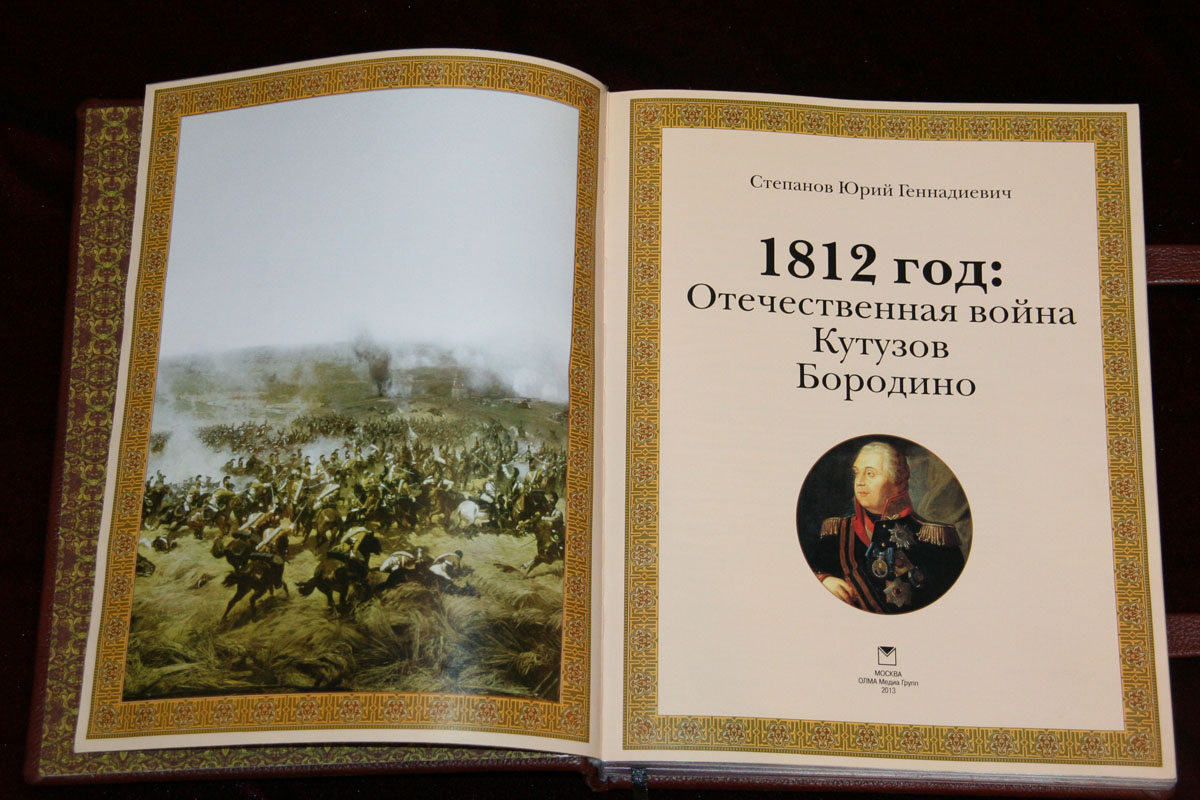 Степанов Юрий Геннадиевич
1812 год:
Отечественная война
Кутузов
Бородино
МОСКВА
ОЛМА Медиа Групп
2013